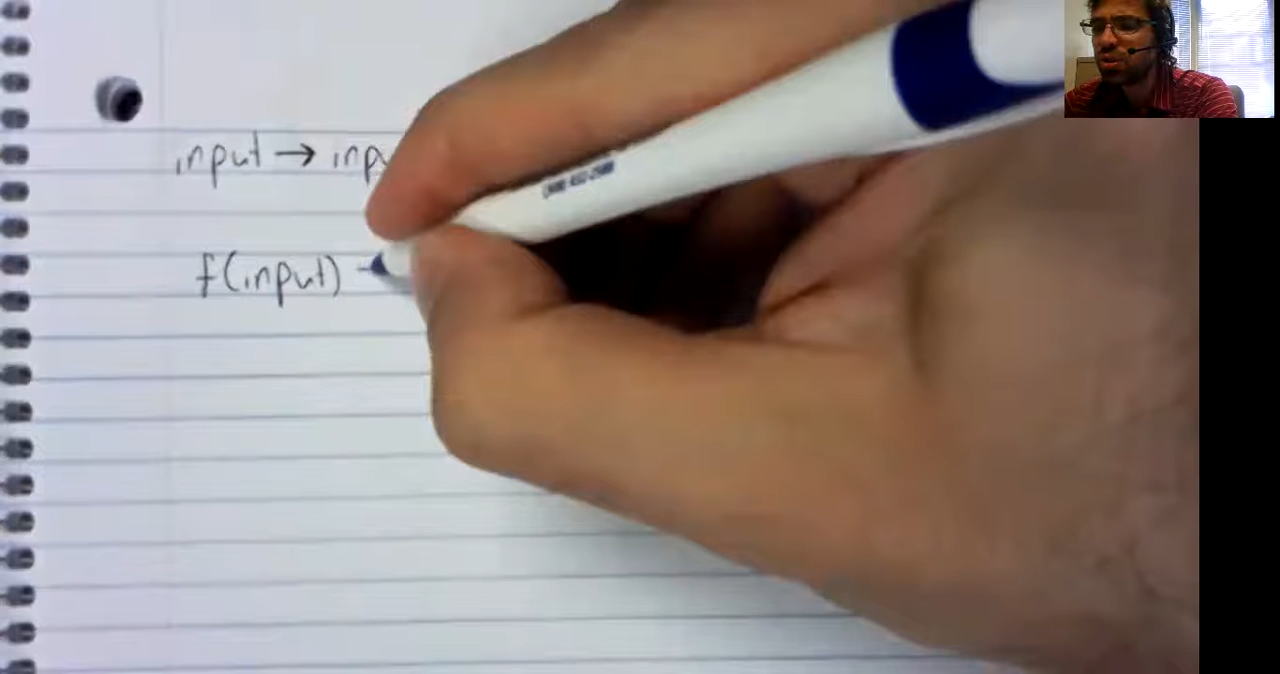 input → inp
f(input) -